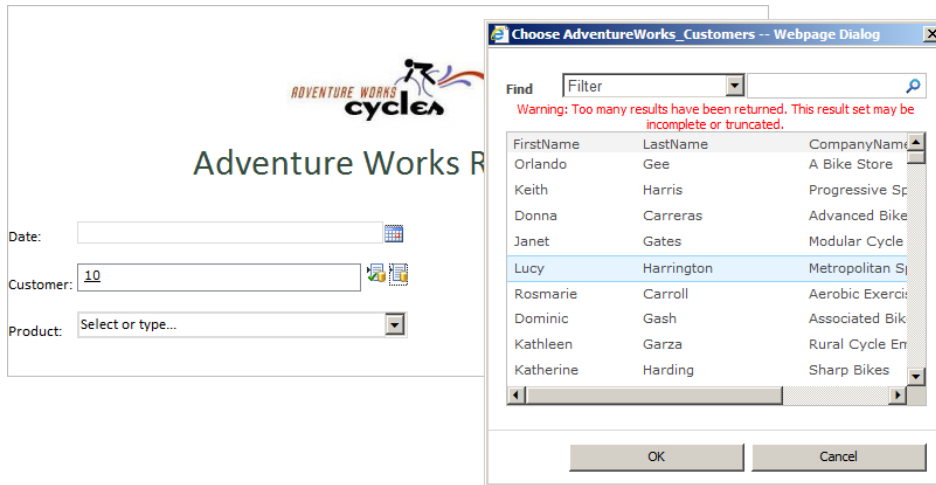 ADVENTURE WORKS
cycles
Adventure Works R
Date:
Customer: 10
Product: Select or type...
Choose AdventureWorks_Customers -- Webpage Dialog
Find Filter
Warning: Too many results have been returned. This result set may be
incomplete or truncated.
FirstName LastName CompanyName
Orlando Gee A Bike Store
Keith Harris Progressive Sp
Donna Carreras Advanced Bike
Janet Gates Modular Cycle
Lucy Harrington Metropolitan Sp
Rosmarie Carroll Aerobic Exercis
Dominic Gash Associated Bik
Kathleen Garza Rural Cycle Em
Katherine Harding Sharp Bikes
OK Cancel